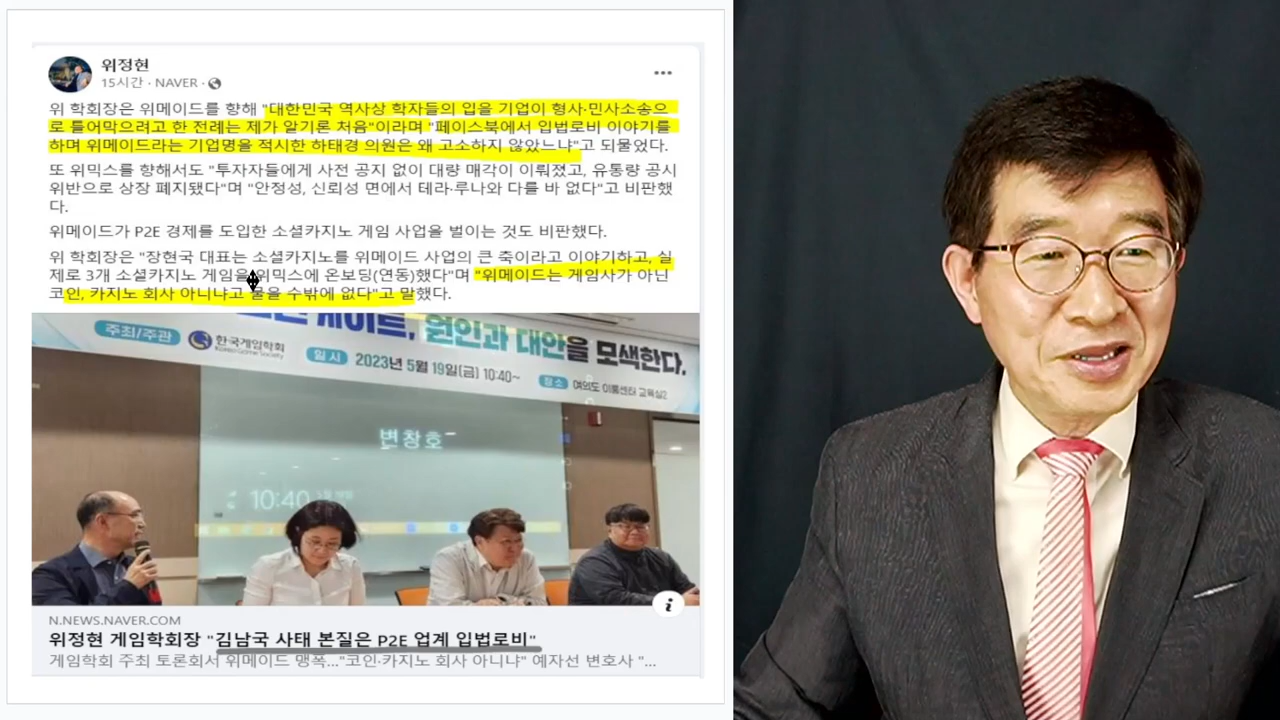 위정현
15시간 · NAVER ·
위 학회장은 위메이드를 향해 "대한민국 역사상 학자들의 입을 기업이 형사·민사소송으
로 틀어막으려고 한 전례는 제가 알기론 처음"이라며 "페이스북에서 입법로비 이야기를
하며 위메이드라는 기업명을 적시한 하태경 의원은 왜 고소하지 않았느냐"고 되물었다.
또 위믹스를 향해서도 "투자자들에게 사전 공지 없이 대량 매각이 이뤄졌고, 유통량 공시
위반으로 상장 폐지됐다"며 "안정성, 신뢰성 면에서 테라·루나와 다를 바 없다"고 비판했
다.
위메이드가 P2E 경제를 도입한 소셜카지노 게임 사업을 벌이는 것도 비판했다.
위 학회장은 "장현국 대표는 소셜카지노를 위메이드 사업의 큰 축이라고 이야기하고, 실
제로 3개 소셜카지노 게임을 위믹스에 온보딩(연동)했다"며 "위메이드는 게임사가 아닌
코인, 카지노 회사 아니냐고 물을 수밖에 없다"고 말했다.
게이트, 원인과 대안을 모색한다.
주최/주관 한국게임학회
Korea Game Society
일시 2023년 5월 19일(금) 10:40~
장소 여의도 이룸센터 교육실2
변창호
10:40
N.NEWS.NAVER.COM
위정현 게임학회장 "김남국 사태 본질은 P2E 업계 입법로비"
게임학회 주최 토론회서 위메이드 맹폭..."코인·카지노 회사 아니냐" 예자선 변호사 "...